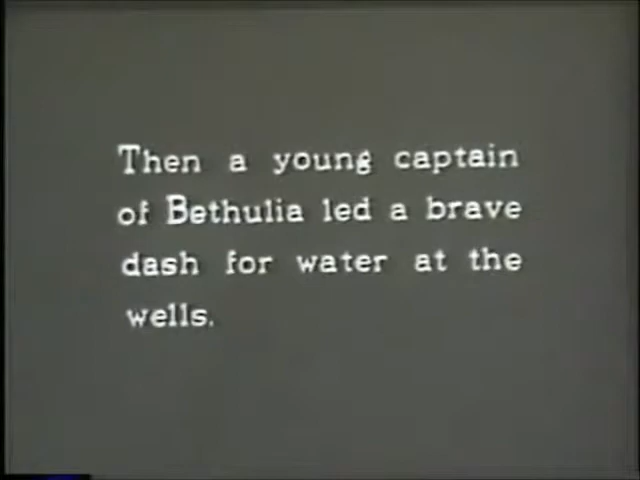 Then a young captain
of Bethulia led a brave
dash for water at the
wells.